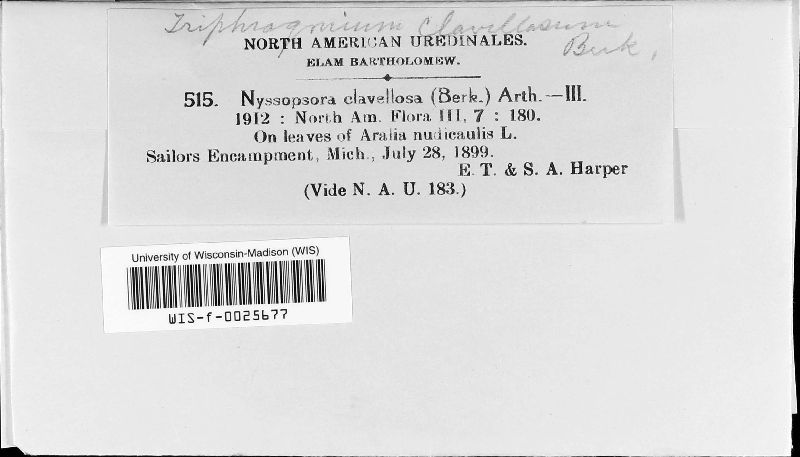 Triphragmium clavellosum
Berk.
NORTH AMERICAN UREDINALES.
ELAM BARTHOLOMEW.
515. Nyssopsora clavellosa (Berk.) Arth.—III.
1912 : North Am. Flora III, 7 : 180.
On leaves of Aralia nudicaulis L.
Sailors Encampment, Mich., July 28, 1899.
E. T. & S. A. Harper
(Vide N. A. U. 183.)
University of Wisconsin-Madison (WIS)
WIS-f-0025677